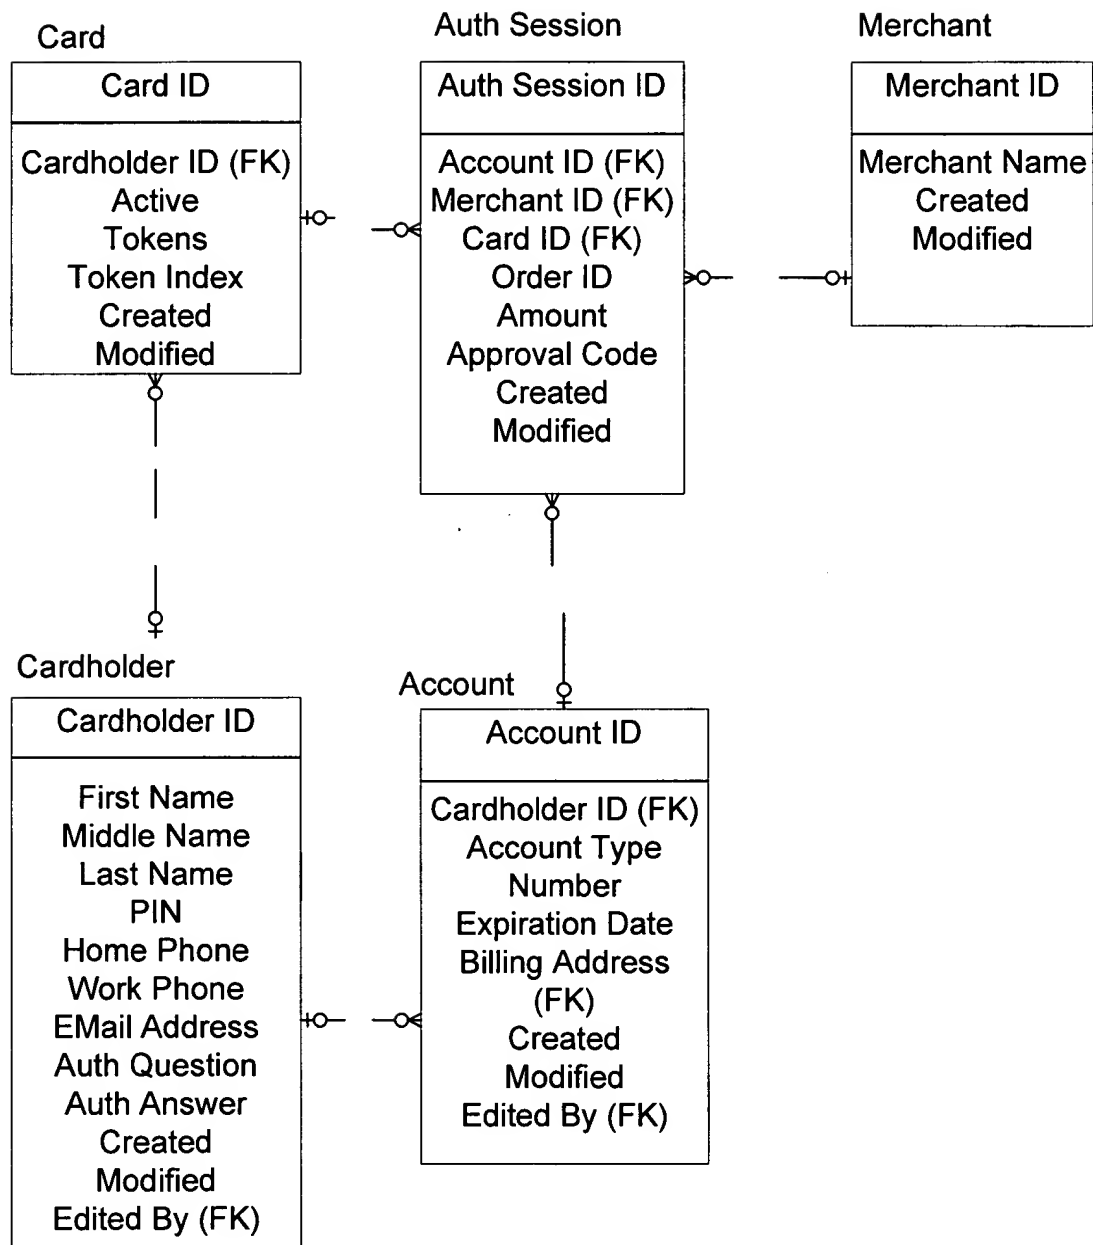 Card
Card ID
Cardholder ID (FK)
Active
Tokens
Token Index
Created
Modified
Auth Session
Auth Session ID
Account ID (FK)
Merchant ID (FK)
Card ID (FK)
Order ID
Amount
Approval Code
Created
Modified
Merchant
Merchant ID
Merchant Name
Created
Modified
Cardholder
Cardholder ID
First Name
Middle Name
Last Name
PIN
Home Phone
Work Phone
EMail Address
Auth Question
Auth Answer
Created
Modified
Edited By (FK)
Account
Account ID
Cardholder ID (FK)
Account Type
Number
Expiration Date
Billing Address
(FK)
Created
Modified
Edited By (FK)